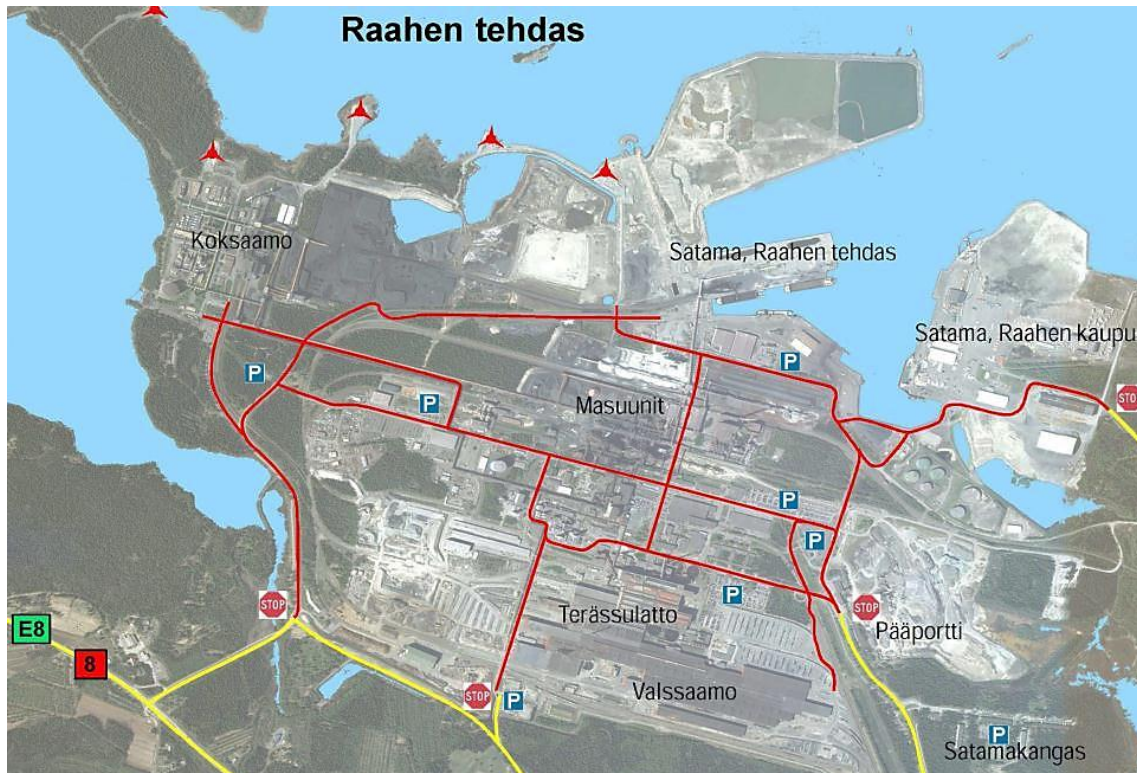 Raahen tehdas
Koksaamo
Satama, Raahen tehdas
Satama, Raahen kaupu
STOP
P
P
P
Masuunit
P
P
STOP
P
Terässulatto
STOP
Pääportti
E8
8
STOP
P
Valssaamo
P
Satamakangas